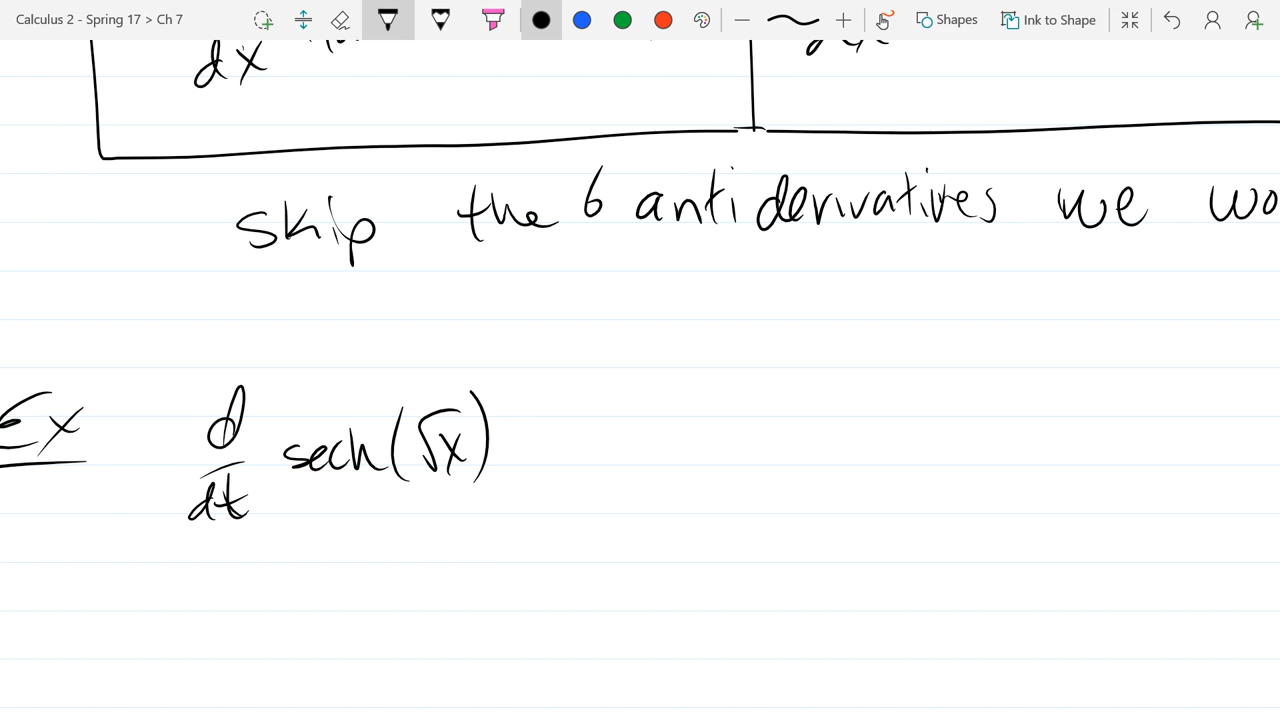 Calculus 2 - Spring 17 > Ch 7
Shapes
Ink to Shape
dx
skip the 6 antiderivatives we wo
Ex d/dt sech(√x)